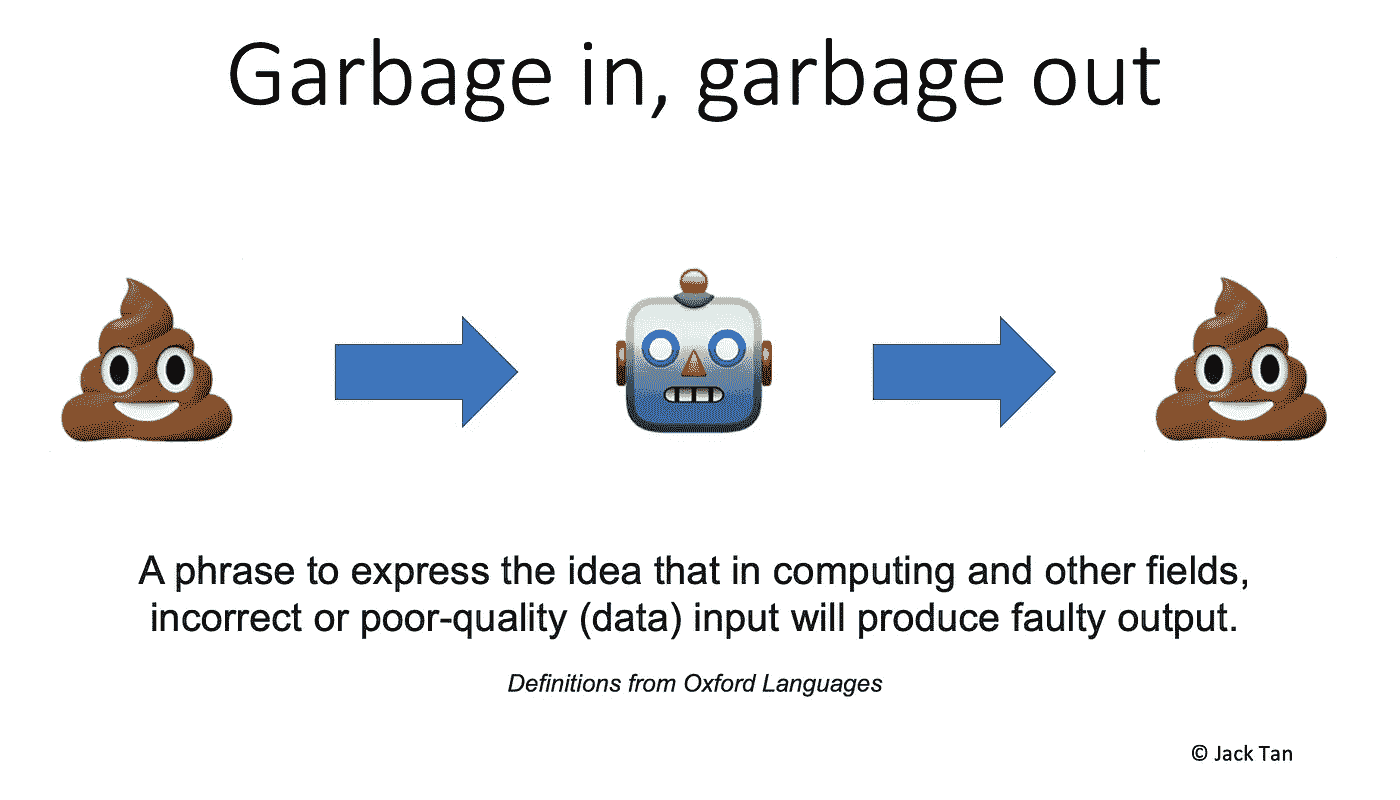 Garbage in, garbage out
A phrase to express the idea that in computing and other fields,
incorrect or poor-quality (data) input will produce faulty output.
Definitions from Oxford Languages
© Jack Tan